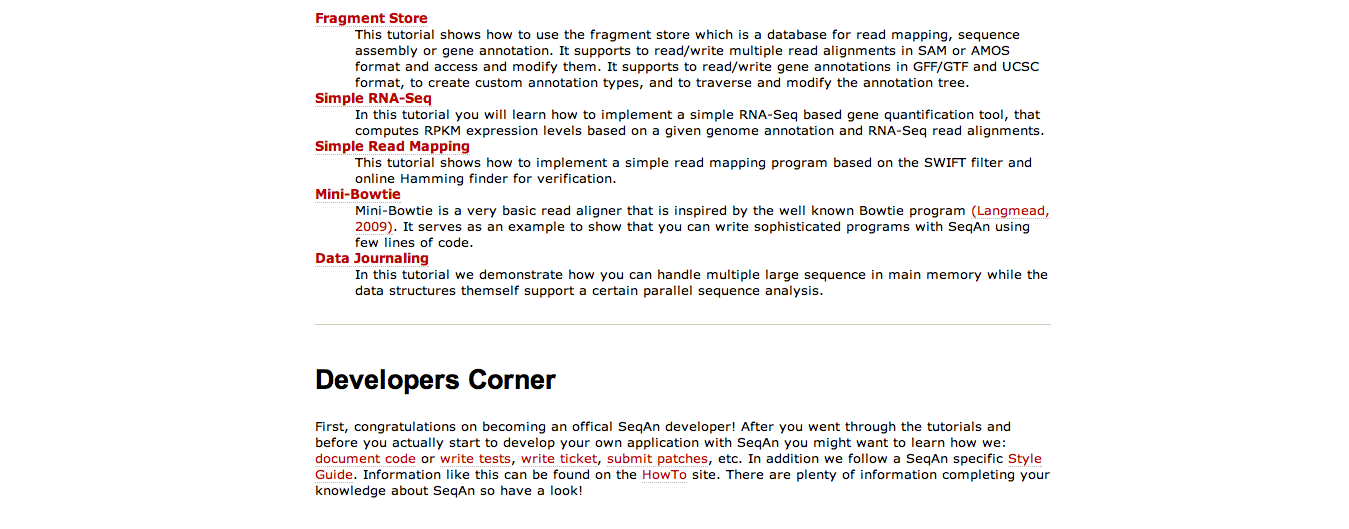 Fragment Store
This tutorial shows how to use the fragment store which is a database for read mapping, sequence
assembly or gene annotation. It supports to read/write multiple read alignments in SAM or AMOS
format and access and modify them. It supports to read/write gene annotations in GFF/GTF and UCSC
format, to create custom annotation types, and to traverse and modify the annotation tree.
Simple RNA-Seq
In this tutorial you will learn how to implement a simple RNA-Seq based gene quantification tool, that
computes RPKM expression levels based on a given genome annotation and RNA-Seq read alignments.
Simple Read Mapping
This tutorial shows how to implement a simple read mapping program based on the SWIFT filter and
online Hamming finder for verification.
Mini-Bowtie
Mini-Bowtie is a very basic read aligner that is inspired by the well known Bowtie program (Langmead,
2009). It serves as an example to show that you can write sophisticated programs with SeqAn using
few lines of code.
Data Journaling
In this tutorial we demonstrate how you can handle multiple large sequence in main memory while the
data structures themself support a certain parallel sequence analysis.
Developers Corner
First, congratulations on becoming an offical SeqAn developer! After you went through the tutorials and
before you actually start to develop your own application with SeqAn you might want to learn how we:
document code or write tests, write ticket, submit patches, etc. In addition we follow a SeqAn specific Style
Guide. Information like this can be found on the HowTo site. There are plenty of information completing your
knowledge about SeqAn so have a look!